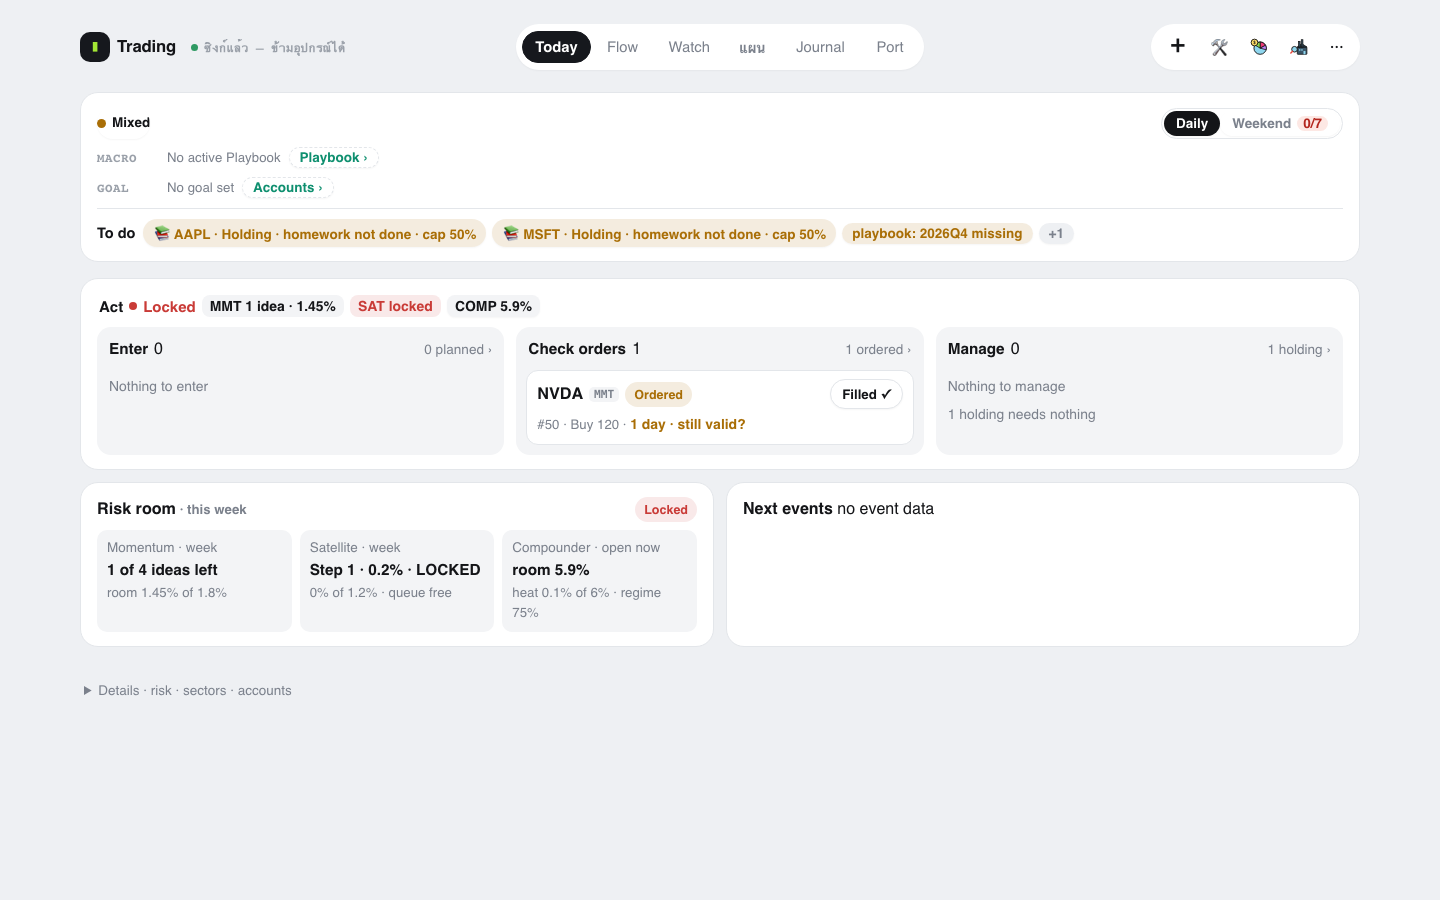 Trading ซิงก์แล้ว — ข้ามอุปกรณ์ได้ Today Flow Watch แผน Journal Port + ...
Mixed Daily Weekend 0/7
MACRO No active Playbook Playbook ›
GOAL No goal set Accounts ›
To do AAPL · Holding · homework not done · cap 50% MSFT · Holding · homework not done · cap 50% playbook: 2026Q4 missing +1
Act Locked MMT 1 idea · 1.45% SAT locked COMP 5.9%
Enter 0 0 planned ›
Nothing to enter
Check orders 1 1 ordered ›
NVDA MMT Ordered Filled ✓
#50 · Buy 120 · 1 day · still valid?
Manage 0 1 holding ›
Nothing to manage
1 holding needs nothing
Risk room · this week Locked
Momentum · week
1 of 4 ideas left
room 1.45% of 1.8%
Satellite · week
Step 1 · 0.2% · LOCKED
0% of 1.2% · queue free
Compounder · open now
room 5.9%
heat 0.1% of 6% · regime
75%
Next events no event data
▶ Details · risk · sectors · accounts